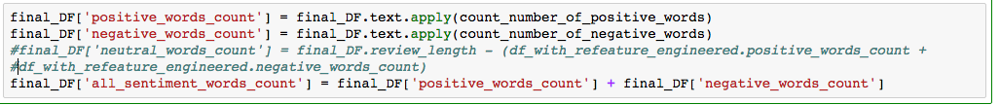 final_DF['positive_words_count'] = final_DF.text.apply(count_number_of_positive_words)
final_DF['negative_words_count'] = final_DF.text.apply(count_number_of_negative_words)
#final_DF['neutral_words_count'] = final_DF.review_length - (df_with_refeature_engineered.positive_words_count +
#df_with_refeature_engineered.negative_words_count)
final_DF['all_sentiment_words_count'] = final_DF['positive_words_count'] + final_DF['negative_words_count']